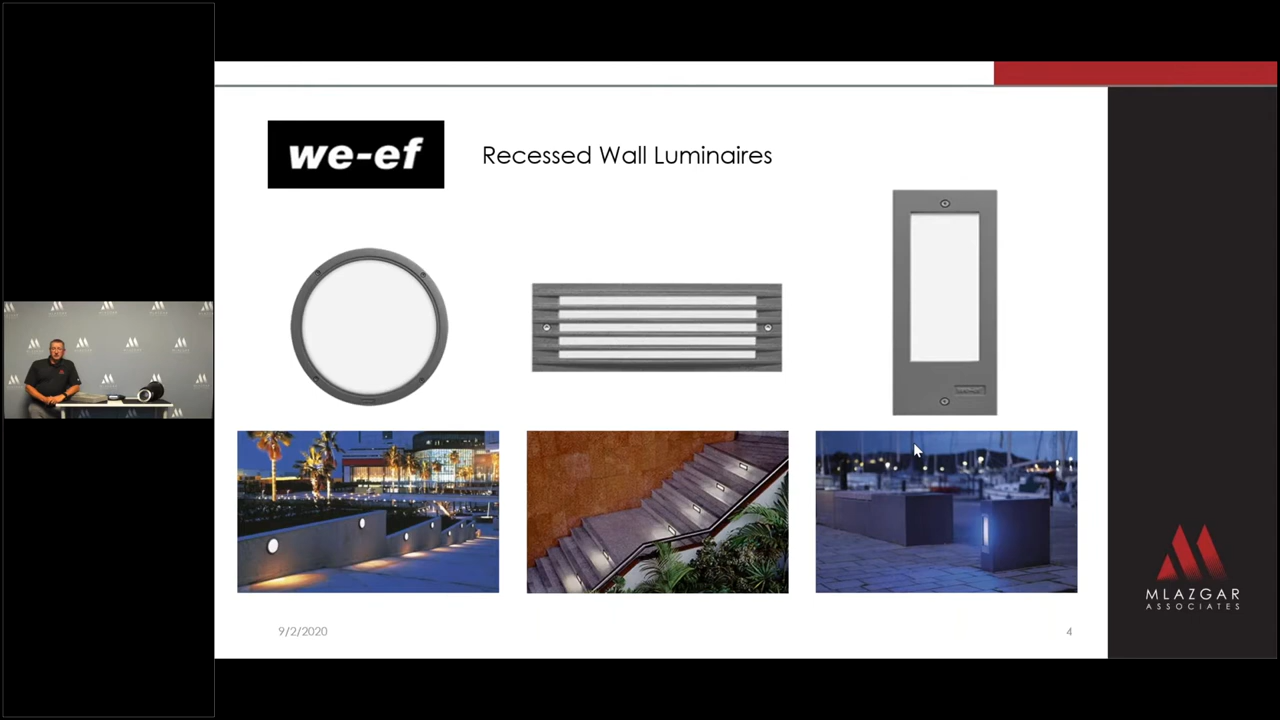 we-ef
Recessed Wall Luminaires
MLAZGAR
ASSOCIATES
9/2/2020
4